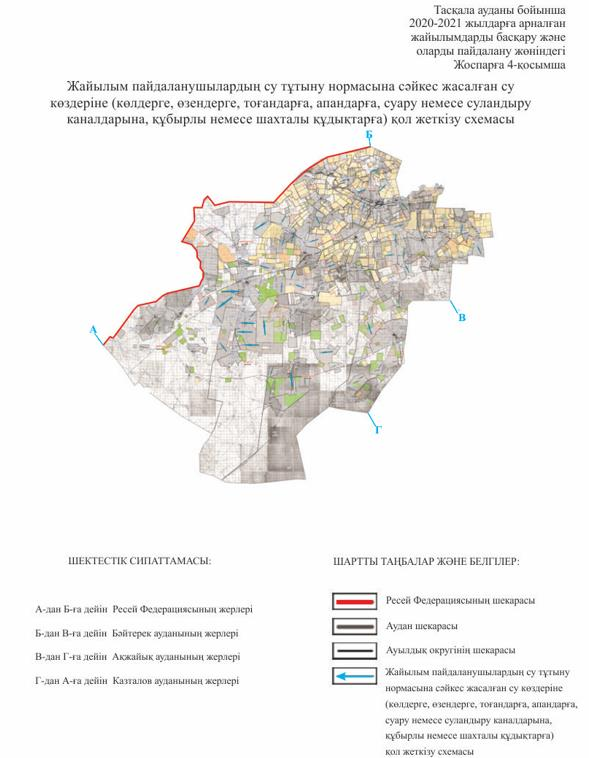 Тасқала ауданы бойынша
2020-2021 жылдарға арналған
жайылымдарды басқару және
оларды пайдалану жөніндегі
Жоспарға 4-қосымша
Жайылым пайдаланушылардың су тұтыну нормасына сәйкес жасалған су
көздеріне (көлдерге, өзендерге, тоғандарға, апандарға, суару немесе суландыру
каналдарына, құбырлы немесе шахталы құдықтарға) қол жеткізу схемасы
Б
А
В
Г
ШЕКТЕСТІК СИПАТТАМАСЫ:
А-дан Б-ға дейін Ресей Федерациясының жерлері
Б-дан В-ға дейін Бәйтерек ауданының жерлері
В-дан Г-ға дейін Ақжайық ауданының жерлері
Г-дан А-ға дейін Казталов ауданының жерлері
ШАРТТЫ ТАҢБАЛАР ЖӘНЕ БЕЛГІЛЕР:
Ресей Федерациясының шекарасы
Аудан шекарасы
Ауылдық округінің шекарасы
Жайылым пайдаланушылардың су тұтыну
нормасына сәйкес жасалған су көздеріне
(көлдерге, өзендерге, тоғандарға, апандарға,
суару немесе суландыру каналдарына,
құбырлы немесе шахталы құдықтарға)
қол жеткізу схемасы